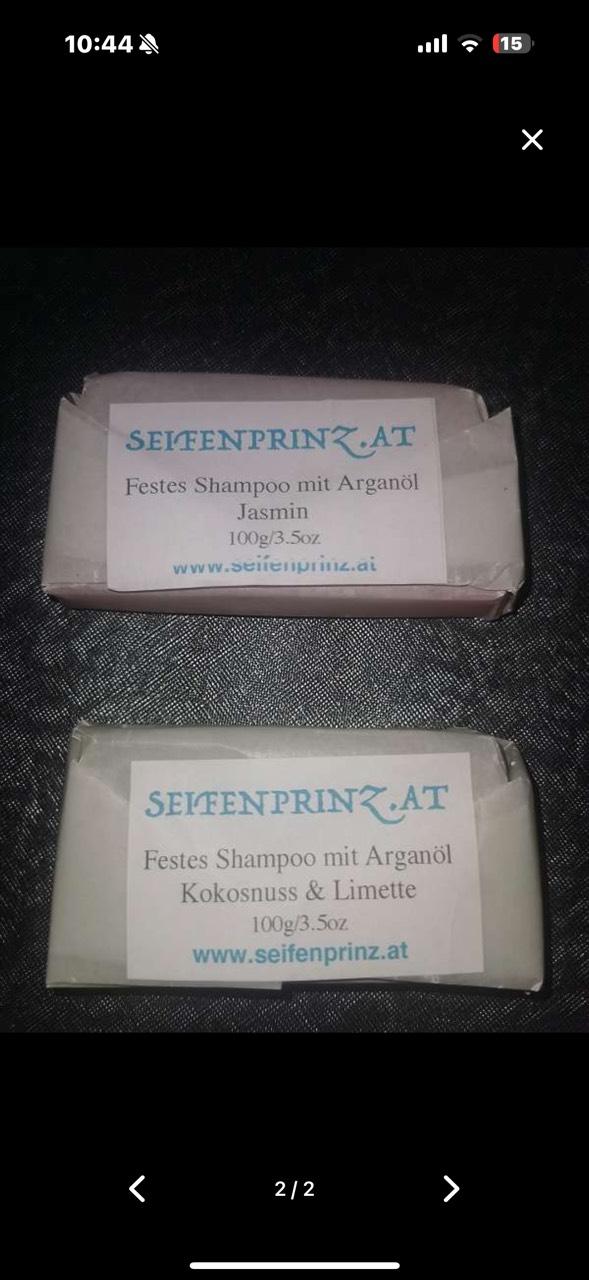 10:44
15
SEIFENPRINZ.AT
Festes Shampoo mit Arganöl
Jasmin
100g/3.5oz
www.seifenprinz.at
SEIFENPRINZ.AT
Festes Shampoo mit Arganöl
Kokosnuss & Limette
100g/3.5oz
www.seifenprinz.at
2/2